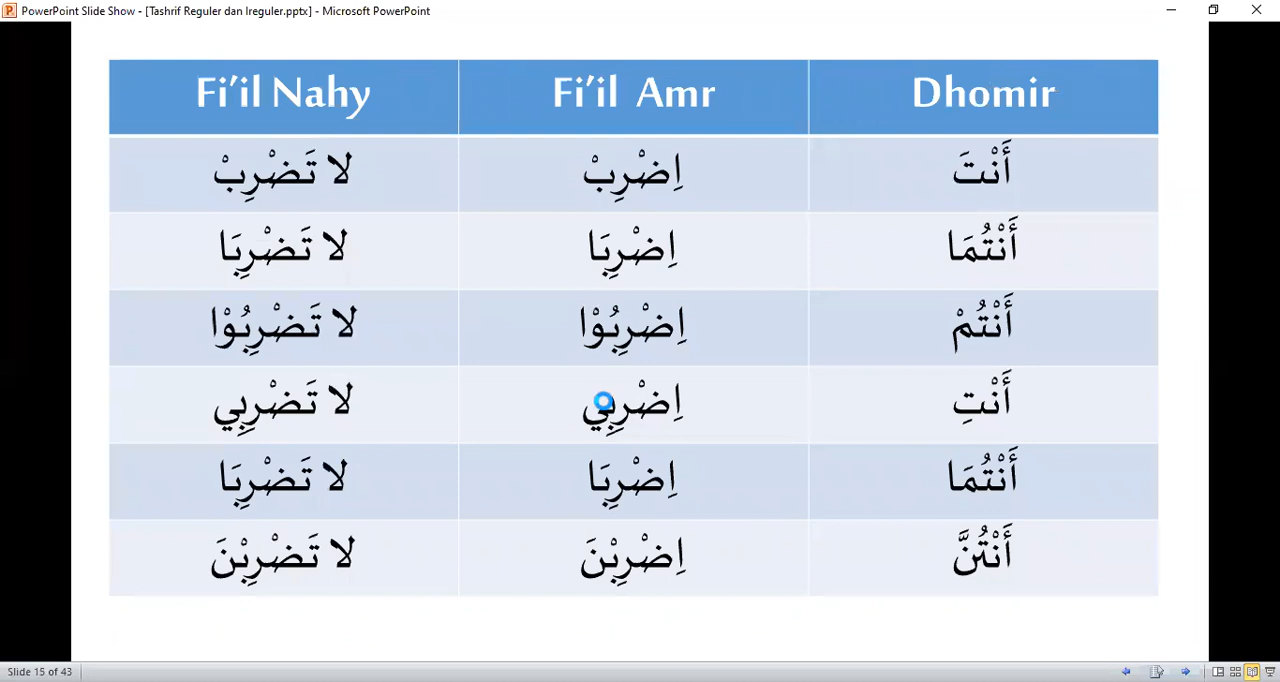 PowerPoint Slide Show - [Tashrif Reguler dan Ireguler.pptx] - Microsoft PowerPoint
Fi'il Nahy Fi'il Amr Dhomir
لا تَضْرِبْ اِضْرِبْ أَنْتَ
لا تَضْرِبَا اِضْرِبَا أَنْتُمَا
لا تَضْرِبُوْا اِضْرِبُوْا أَنْتُمْ
لا تَضْرِبِي اِضْرِبِي أَنْتِ
لا تَضْرِبَا اِضْرِبَا أَنْتُمَا
لا تَضْرِبْنَ اِضْرِبْنَ أَنْتُنَّ
Slide 15 of 43